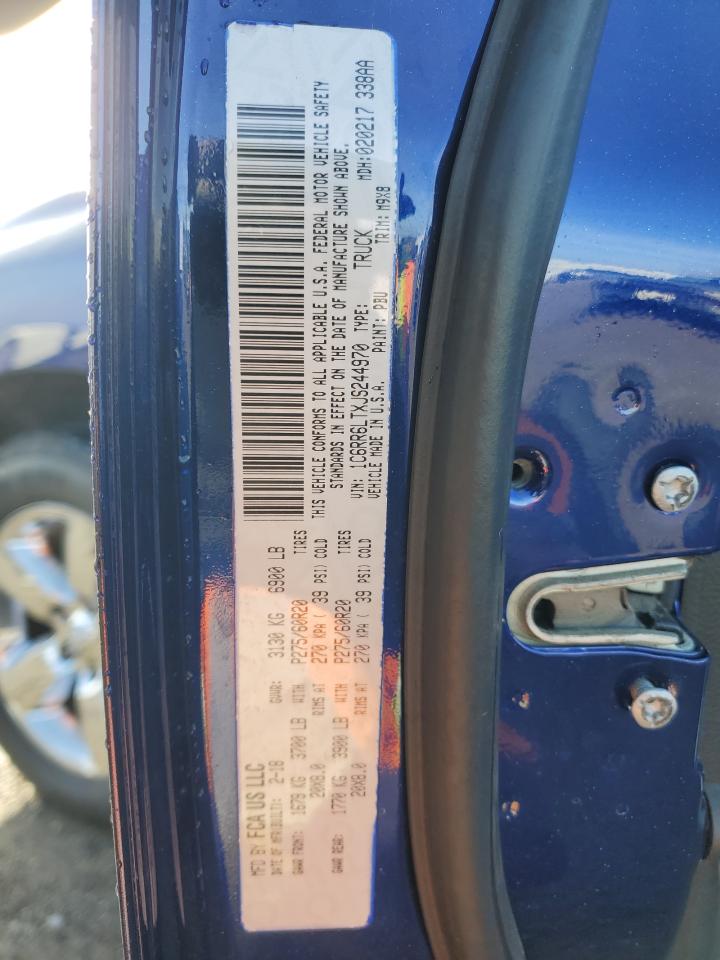 MFD BY FCA US LLC
DATE OF MFR(BUILT): 2-18 GVWR: 3130 KG 6900 LB
GAWR FRONT: 1679 KG 3700 LB WITH P275/60R20 TIRES
20X8.0 RIMS AT 270 KPA ( 39 PSI) COLD
GAWR REAR: 1770 KG 3900 LB WITH P275/60R20 TIRES
20X8.0 RIMS AT 270 KPA ( 39 PSI) COLD
THIS VEHICLE CONFORMS TO ALL APPLICABLE U.S.A. FEDERAL MOTOR VEHICLE SAFETY
STANDARDS IN EFFECT ON THE DATE OF MANUFACTURE SHOWN ABOVE.
VIN: 1C6RR6LTXJS244970 TYPE: TRUCK MDH:020217 338AA
VEHICLE MADE IN U.S.A. PAINT: PBU TRIM: M9X8